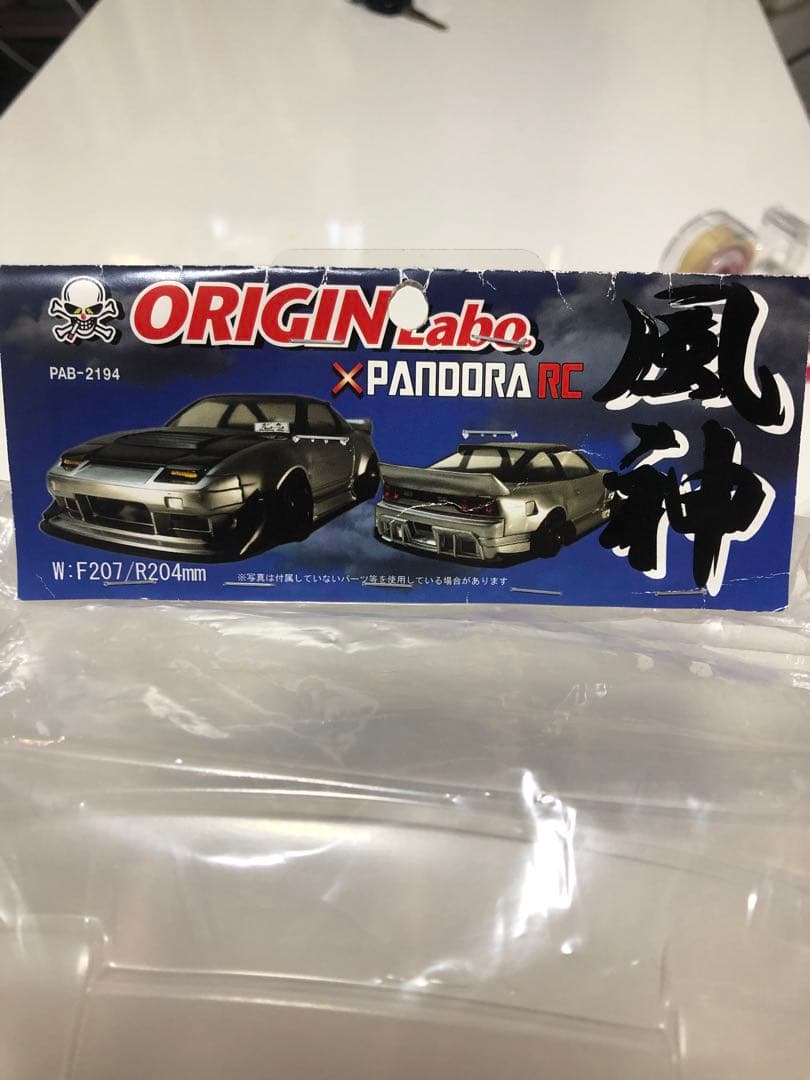 ORIGIN Labo.
×PANDORA RC
風神
PAB-2194
W:F207/R204mm
※写真は付属していないパーツ等を使用している場合があります